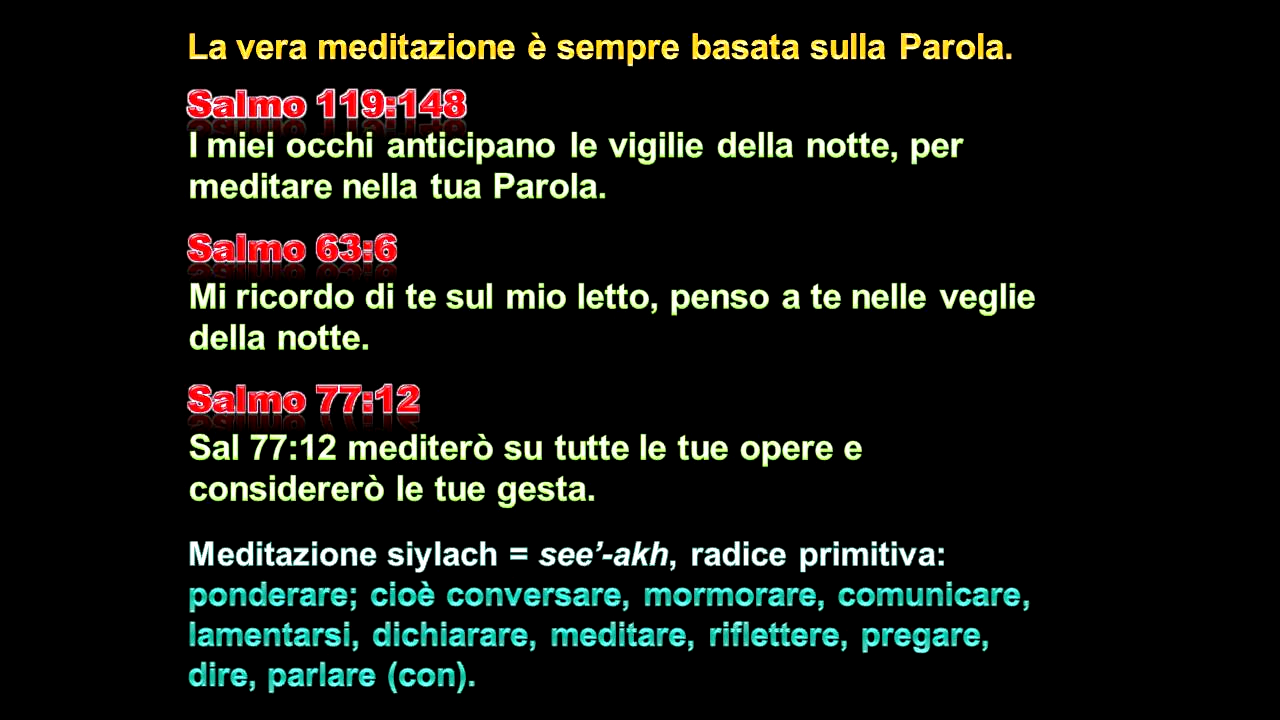 La vera meditazione è sempre basata sulla Parola.
Salmo 119:148
I miei occhi anticipano le vigilie della notte, per
meditare nella tua Parola.
Salmo 63:6
Mi ricordo di te sul mio letto, penso a te nelle veglie
della notte.
Salmo 77:12
Sal 77:12 mediterò su tutte le tue opere e
considererò le tue gesta.
Meditazione siylach = see’-akh, radice primitiva:
ponderare; cioè conversare, mormorare, comunicare,
lamentarsi, dichiarare, meditare, riflettere, pregare,
dire, parlare (con).